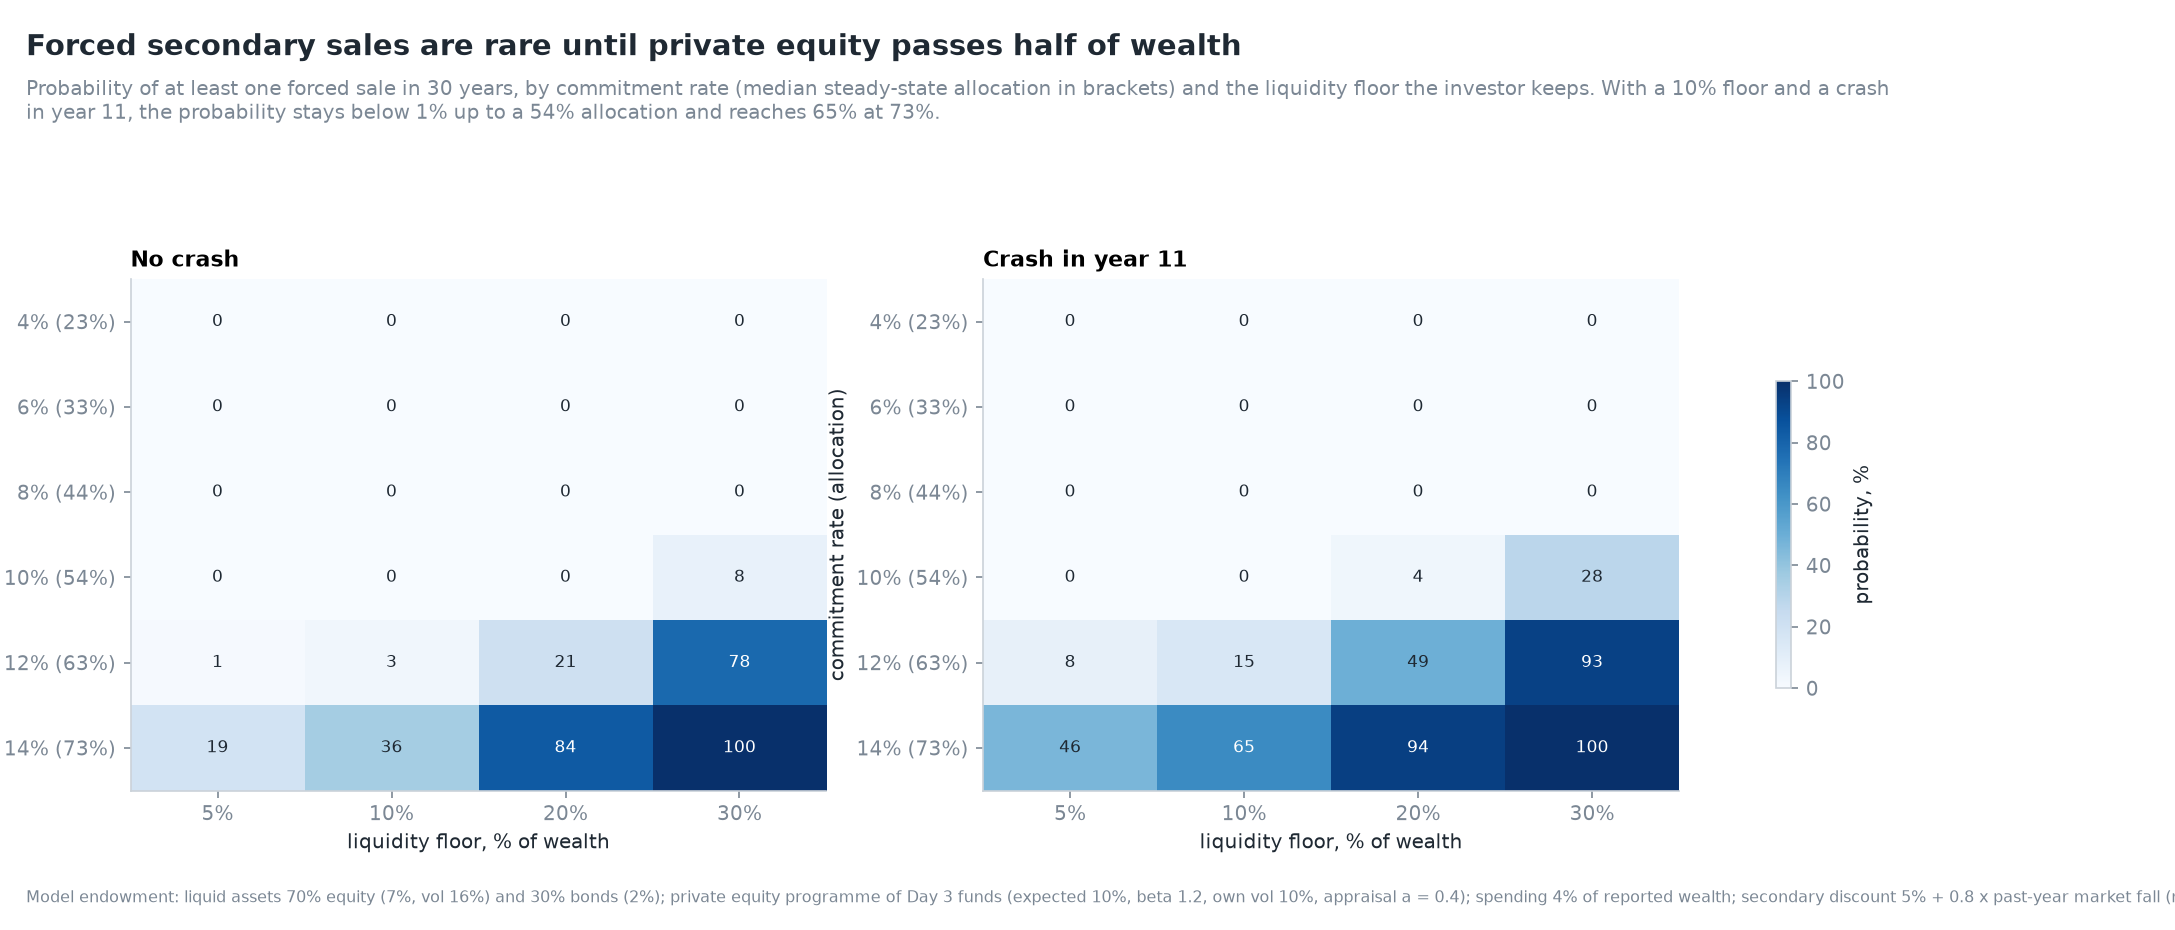 Forced secondary sales are rare until private equity passes half of wealth
Probability of at least one forced sale in 30 years, by commitment rate (median steady-state allocation in brackets) and the liquidity floor the investor keeps. With a 10% floor and a crash
in year 11, the probability stays below 1% up to a 54% allocation and reaches 65% at 73%.
No crash
4% (23%) 0 0 0 0
6% (33%) 0 0 0 0
8% (44%) 0 0 0 0
10% (54%) 0 0 0 8
12% (63%) 1 3 21 78
14% (73%) 19 36 84 100
5% 10% 20% 30%
liquidity floor, % of wealth
Crash in year 11
commitment rate (allocation)
4% (23%) 0 0 0 0
6% (33%) 0 0 0 0
8% (44%) 0 0 0 0
10% (54%) 0 0 4 28
12% (63%) 8 15 49 93
14% (73%) 46 65 94 100
5% 10% 20% 30%
liquidity floor, % of wealth
100
80
60
40
20
0
probability, %
Model endowment: liquid assets 70% equity (7%, vol 16%) and 30% bonds (2%); private equity programme of Day 3 funds (expected 10%, beta 1.2, own vol 10%, appraisal a = 0.4); spending 4% of reported wealth; secondary discount 5% + 0.8 x past-year market fall